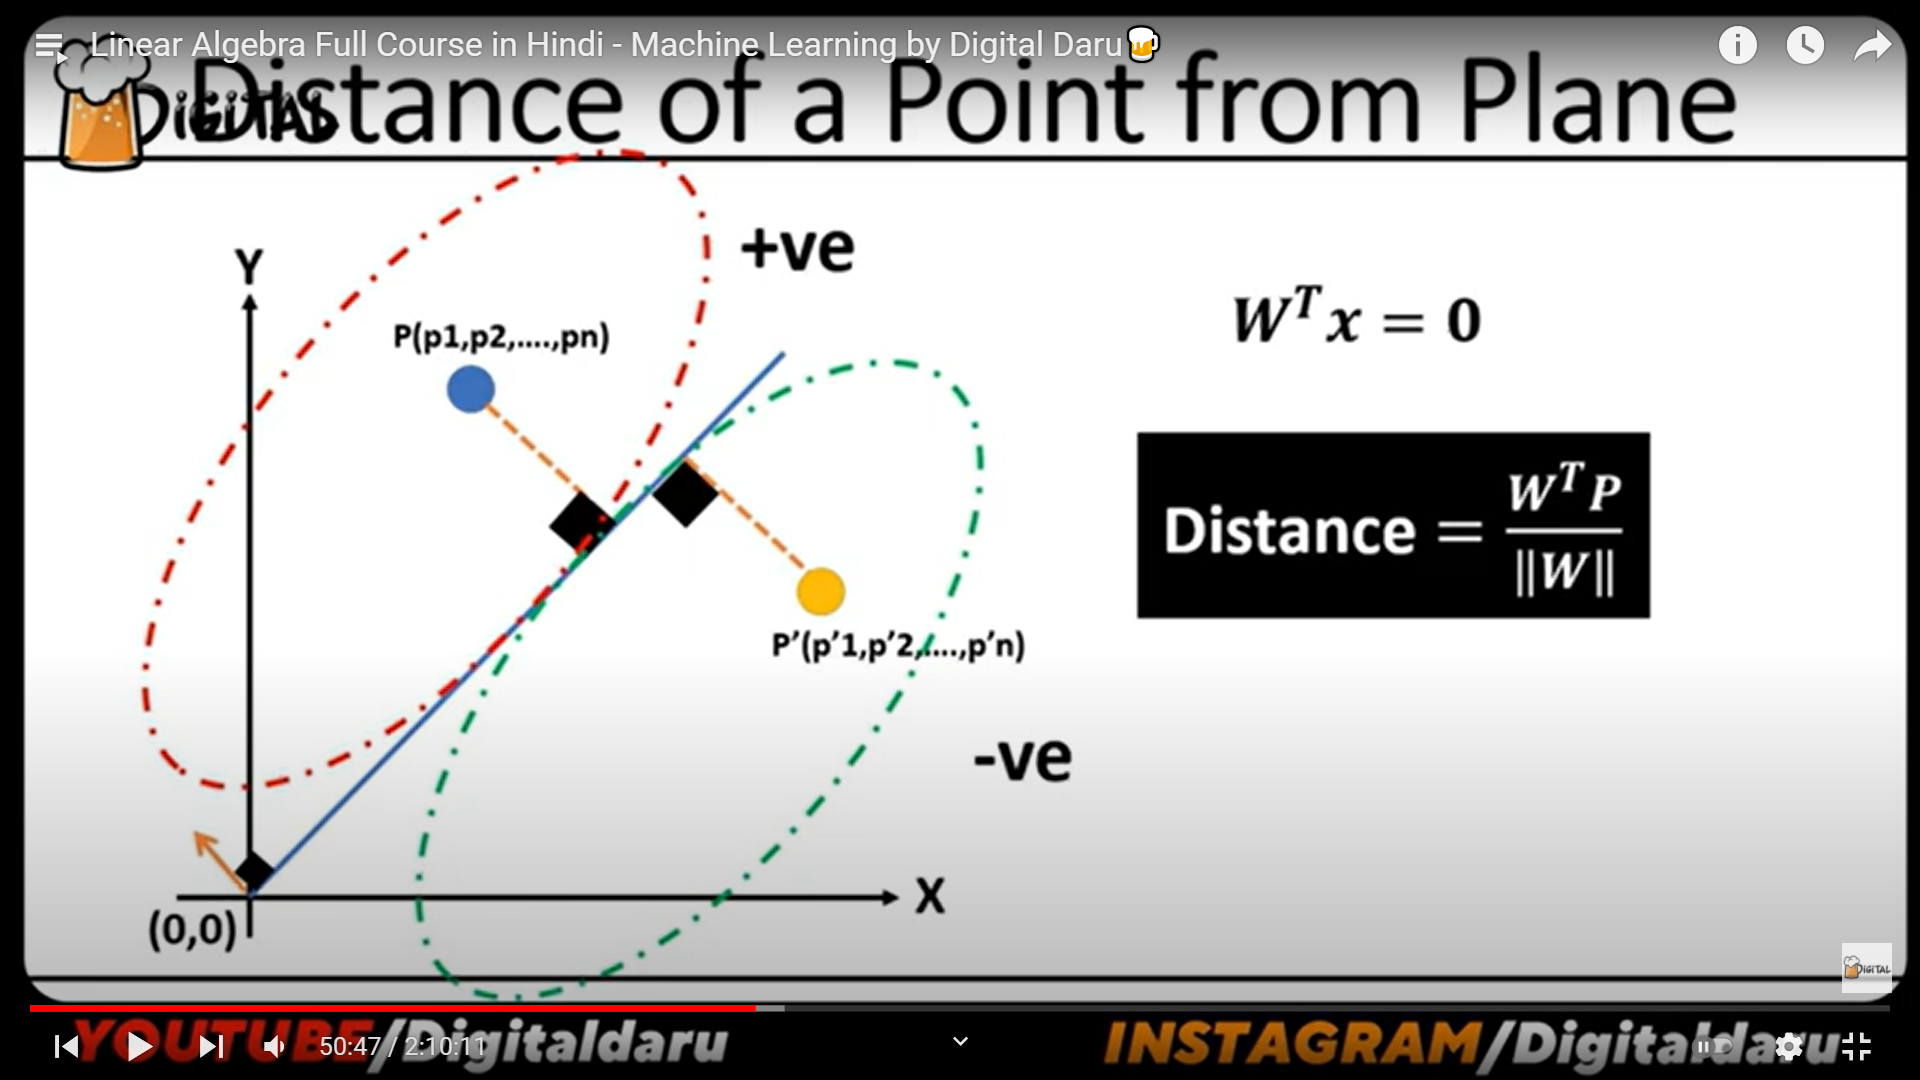 Linear Algebra Full Course in Hindi - Machine Learning by Digital Daru🍺
DiGiTAL
Distance of a Point from Plane
+ve
Y
P(p1,p2,....,pn)
W^T x = 0
Distance = W^T P / ||W||
P'(p'1,p'2,....,p'n)
-ve
X
(0,0)
DiGiTAL
YOUTUBE/Digitaldaru
INSTAGRAM/Digitaldaru
50:47 / 2:10:11